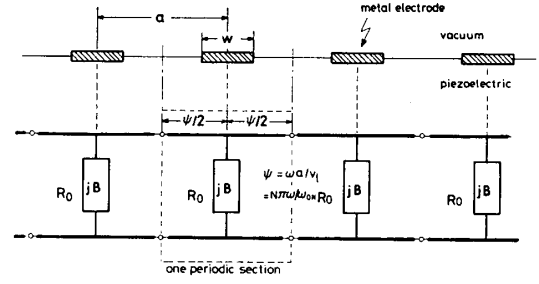 metal electrode
a
w
vacuum
piezoelectric
ψ/2
ψ/2
ψ = ωa/v₁
=Nπω/ω₀ₙ
R₀
jB
R₀
jB
R₀
jB
R₀
jB
one periodic section